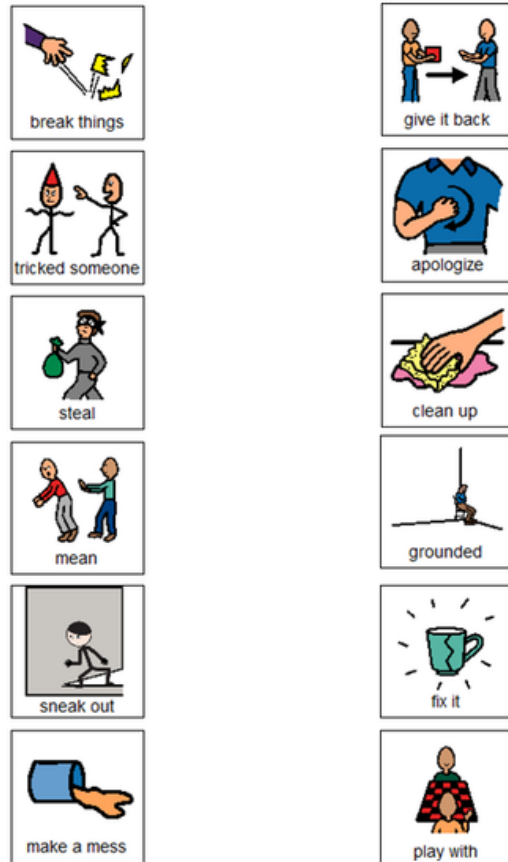 break things
give it back
tricked someone
apologize
steal
clean up
mean
grounded
sneak out
fix it
make a mess
play with